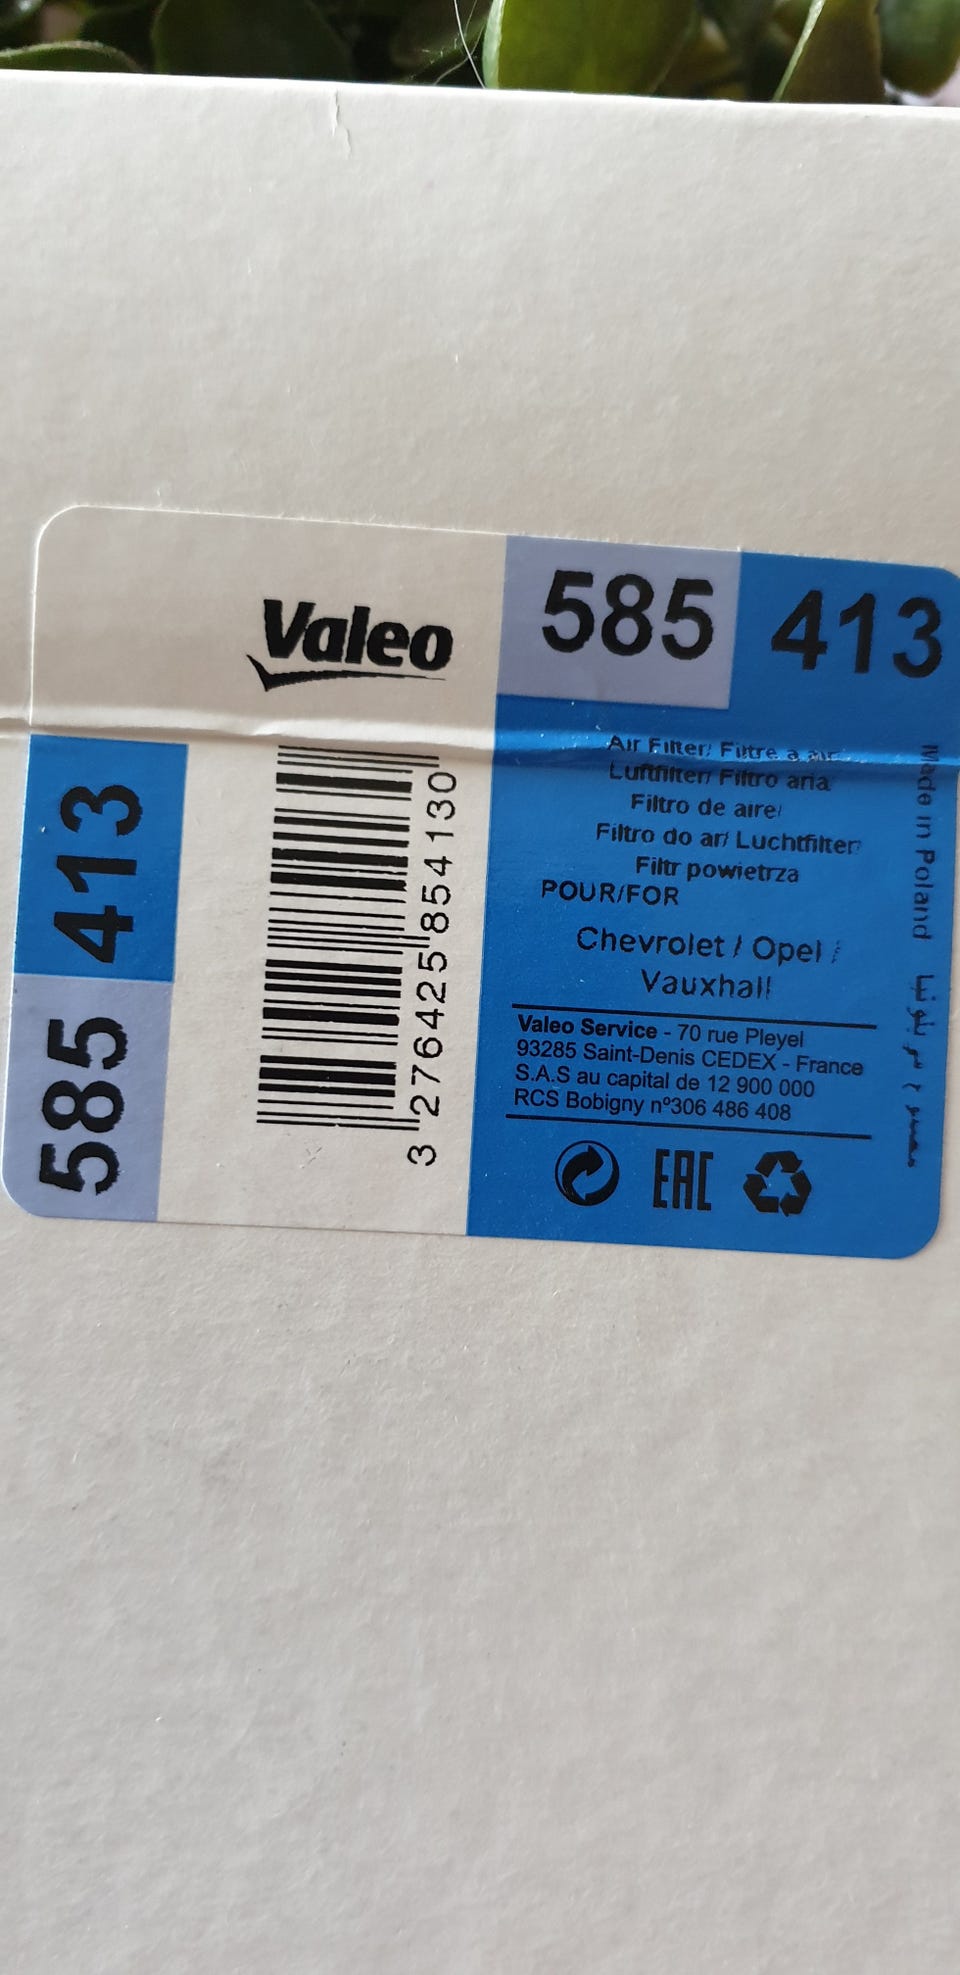 Valeo
585 413
Air Filter/ Filtre à air
Luftfilter/ Filtro aria
Filtro de aire/
Filtro do ar/ Luchtfilter
Filtr powietrza
POUR/FOR
Chevrolet / Opel /
Vauxhall
Valeo Service - 70 rue Pleyel
93285 Saint-Denis CEDEX - France
S.A.S au capital de 12 900 000
RCS Bobigny nº306 486 408
EAC
Made in Poland
3 276425 854130
585 413